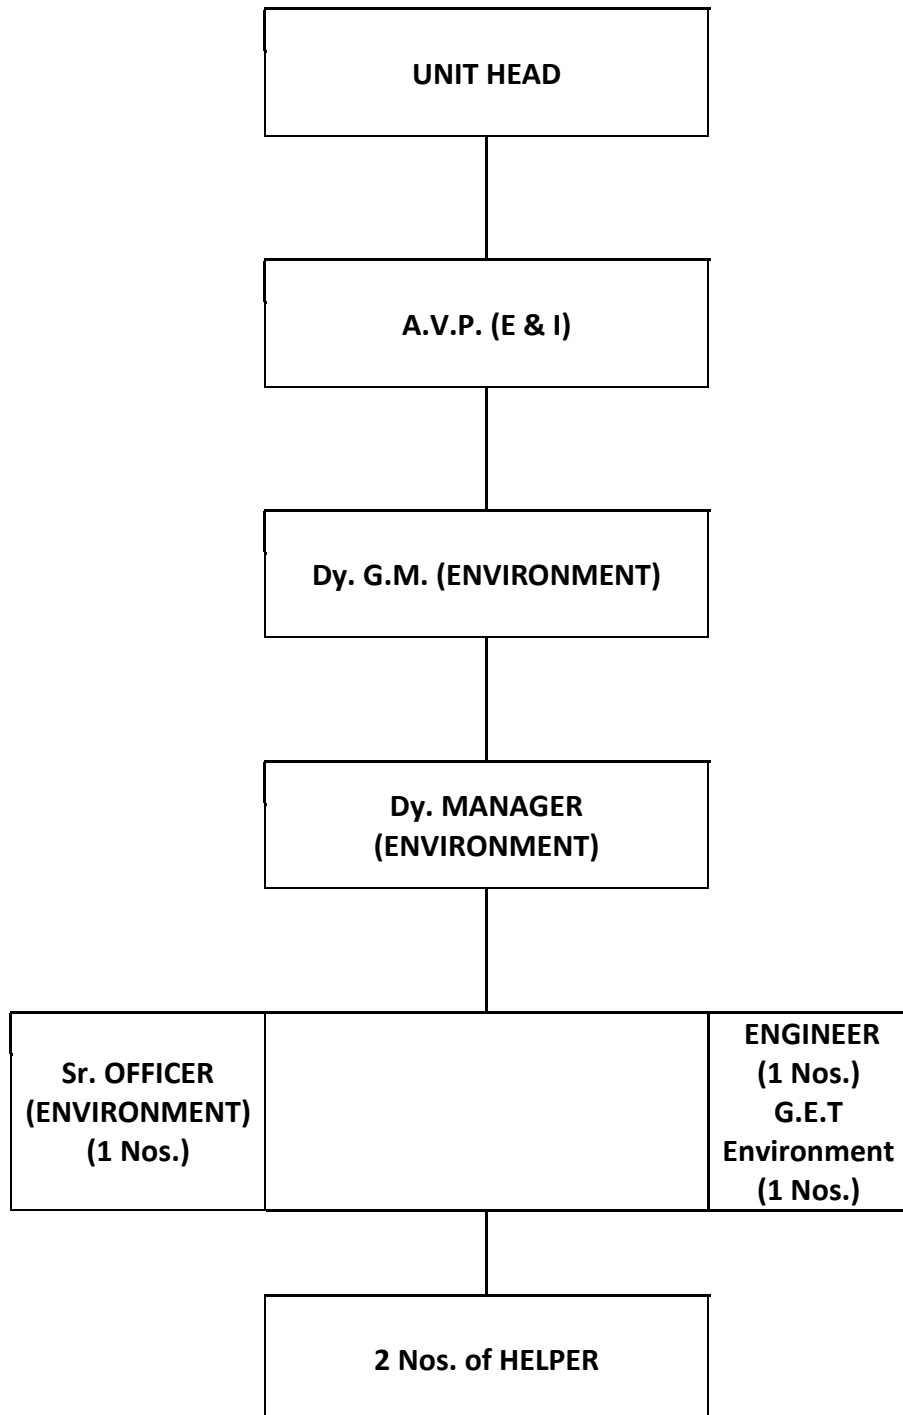 UNIT HEAD
A.V.P. (E & I)
Dy. G.M. (ENVIRONMENT)
Dy. MANAGER
(ENVIRONMENT)
Sr. OFFICER
(ENVIRONMENT)
(1 Nos.)
ENGINEER
(1 Nos.)
G.E.T
Environment
(1 Nos.)
2 Nos. of HELPER